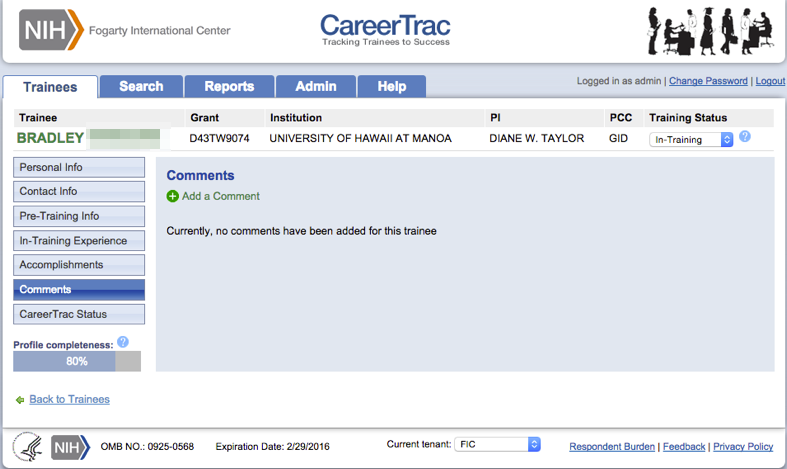 NIH Fogarty International Center
CareerTrac
Tracking Trainees to Success
Trainees Search Reports Admin Help
Logged in as admin | Change Password | Logout
Trainee Grant Institution PI PCC Training Status
BRADLEY D43TW9074 UNIVERSITY OF HAWAII AT MANOA DIANE W. TAYLOR GID In-Training ?
Personal Info
Contact Info
Pre-Training Info
In-Training Experience
Accomplishments
Comments
CareerTrac Status
Comments
Add a Comment
Currently, no comments have been added for this trainee
Profile completeness: ?
80%
Back to Trainees
NIH OMB NO.: 0925-0568 Expiration Date: 2/29/2016 Current tenant: FIC Respondent Burden | Feedback | Privacy Policy